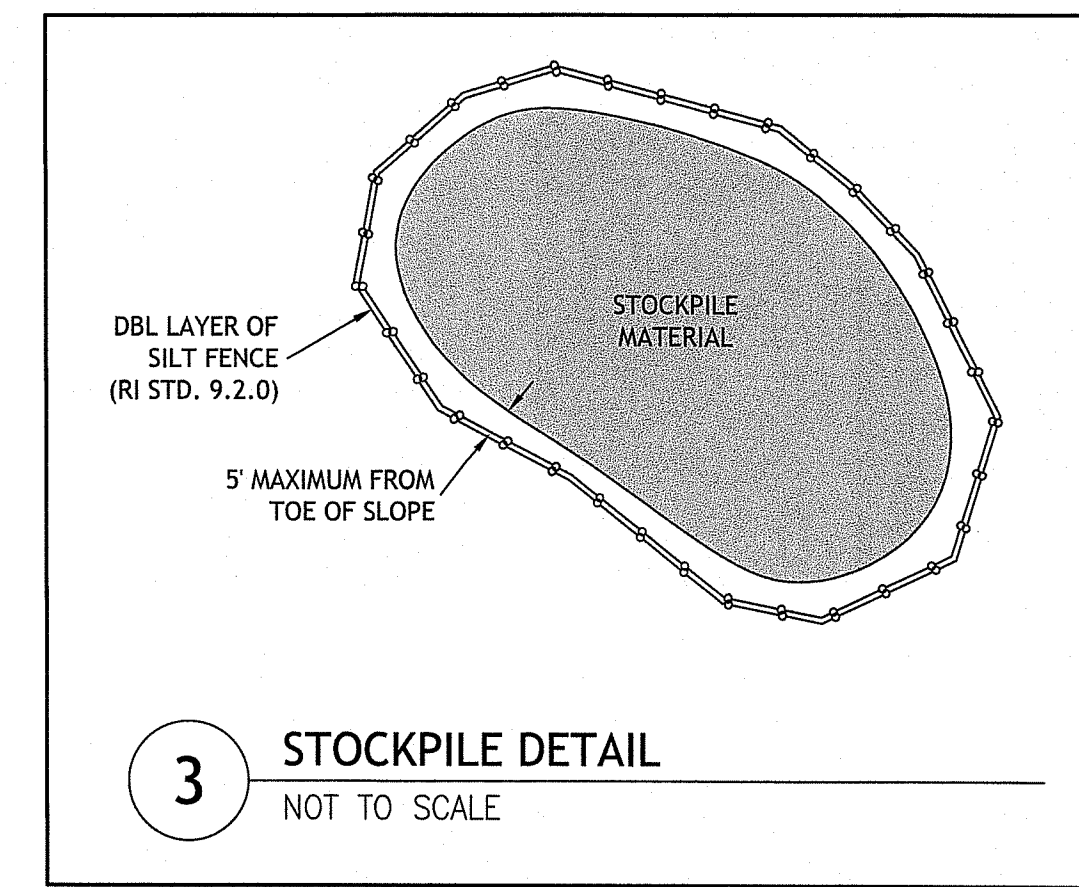 STOCKPILE
MATERIAL
DBL LAYER OF
SILT FENCE
(RI STD. 9.2.0)
5' MAXIMUM FROM
TOE OF SLOPE
3
STOCKPILE DETAIL
NOT TO SCALE